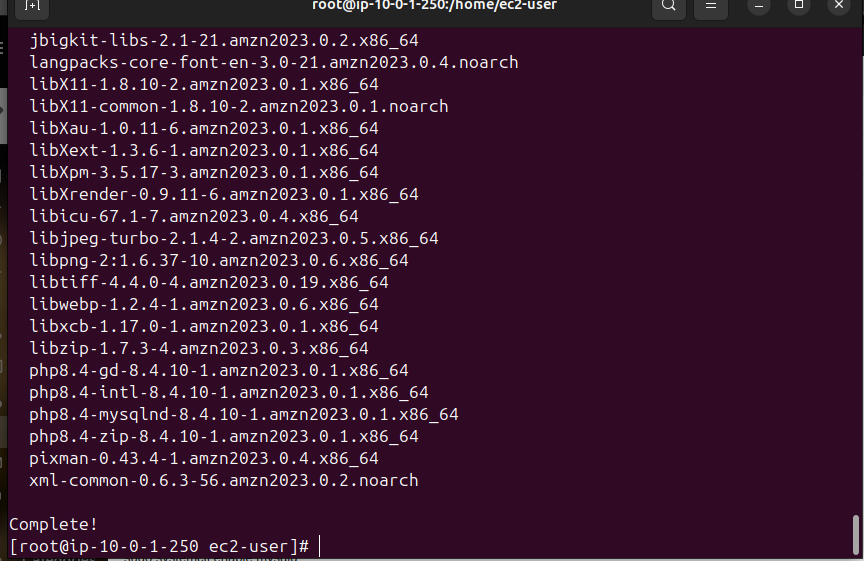 root@ip-10-0-1-250:/home/ec2-user
jbigkit-libs-2.1-21.amzn2023.0.2.x86_64
langpacks-core-font-en-3.0-21.amzn2023.0.4.noarch
libX11-1.8.10-2.amzn2023.0.1.x86_64
libX11-common-1.8.10-2.amzn2023.0.1.noarch
libXau-1.0.11-6.amzn2023.0.1.x86_64
libXext-1.3.6-1.amzn2023.0.1.x86_64
libXpm-3.5.17-3.amzn2023.0.1.x86_64
libXrender-0.9.11-6.amzn2023.0.1.x86_64
libicu-67.1-7.amzn2023.0.4.x86_64
libjpeg-turbo-2.1.4-2.amzn2023.0.5.x86_64
libpng-2:1.6.37-10.amzn2023.0.6.x86_64
libtiff-4.4.0-4.amzn2023.0.19.x86_64
libwebp-1.2.4-1.amzn2023.0.6.x86_64
libxcb-1.17.0-1.amzn2023.0.1.x86_64
libzip-1.7.3-4.amzn2023.0.3.x86_64
php8.4-gd-8.4.10-1.amzn2023.0.1.x86_64
php8.4-intl-8.4.10-1.amzn2023.0.1.x86_64
php8.4-mysqlnd-8.4.10-1.amzn2023.0.1.x86_64
php8.4-zip-8.4.10-1.amzn2023.0.1.x86_64
pixman-0.43.4-1.amzn2023.0.4.x86_64
xml-common-0.6.3-56.amzn2023.0.2.noarch
Complete!
[root@ip-10-0-1-250 ec2-user]#